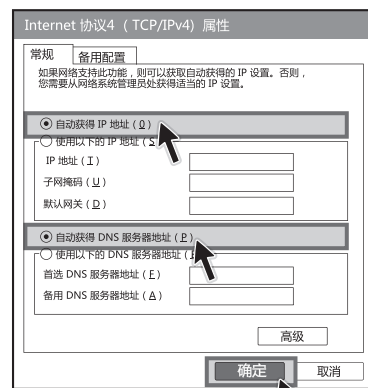 Internet 协议4 （TCP/IPv4) 属性
常规
备用配置
如果网络支持此功能，则可以获取自动获得的 IP 设置。否则，
您需要从网络系统管理员处获得适当的 IP 设置。
自动获得 IP 地址 ( O )
使用以下的 IP 地址 ( S
IP 地址 ( I )
子网掩码 ( U )
默认网关 ( D )
自动获得 DNS 服务器地址 ( P )
使用以下的 DNS 服务器地址 (
首选 DNS 服务器地址 ( E )
备用 DNS 服务器地址 ( A )
高级
确定
取消